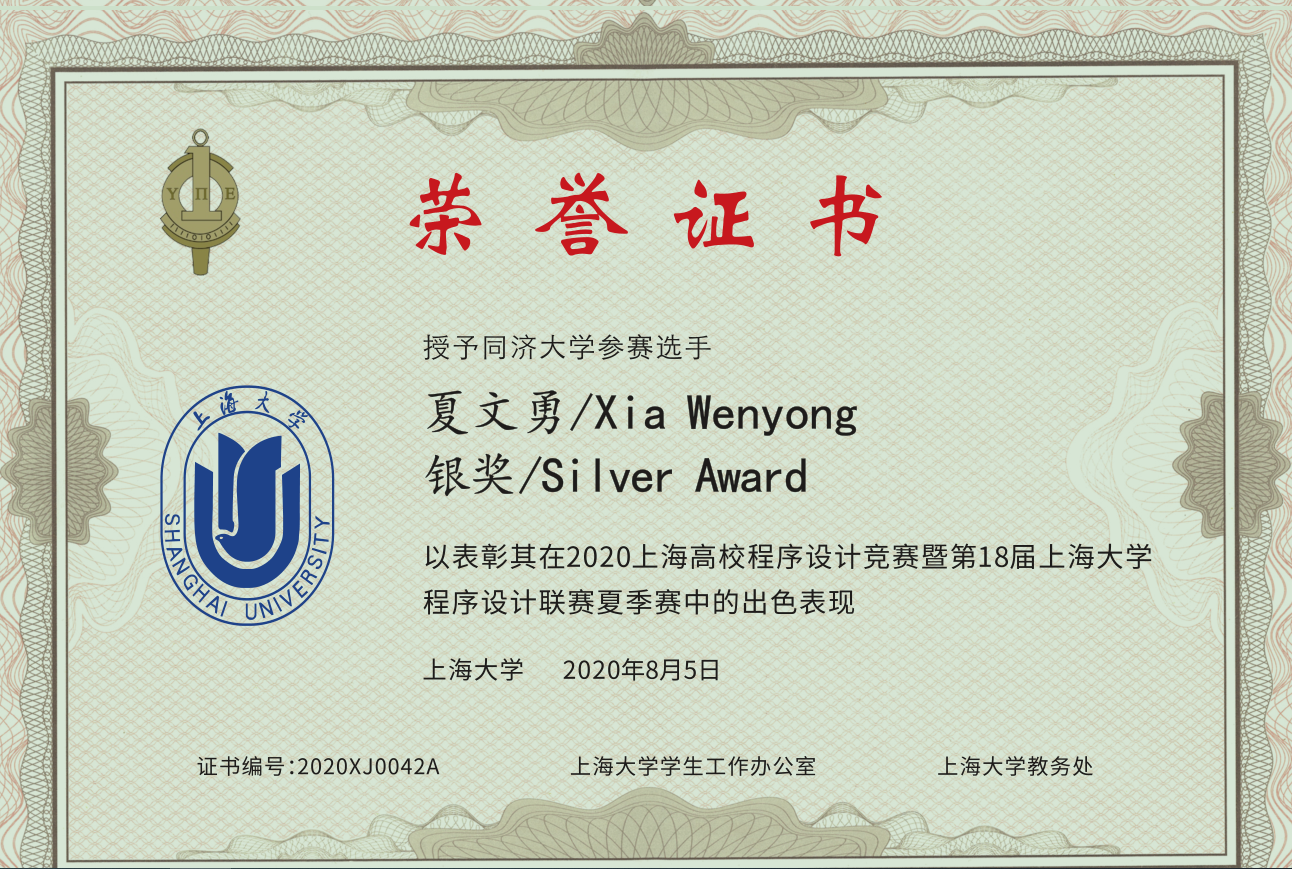 荣誉证书
Υ Π Ε
授予同济大学参赛选手
夏文勇/Xia Wenyong
银奖/Silver Award
上海大学
SHANGHAI UNIVERSITY
以表彰其在2020上海高校程序设计竞赛暨第18届上海大学
程序设计联赛夏季赛中的出色表现
上海大学 2020年8月5日
证书编号:2020XJ0042A 上海大学学生工作办公室 上海大学教务处